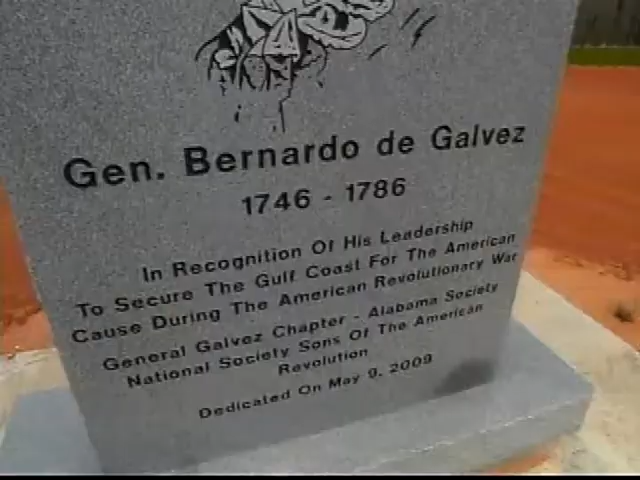 Gen. Bernardo de Galvez
1746 - 1786
In Recognition Of His Leadership
To Secure The Gulf Coast For The American
Cause During The American Revolutionary War
General Galvez Chapter - Alabama Society
National Society Sons Of The American
Revolution
Dedicated On May 9, 2009